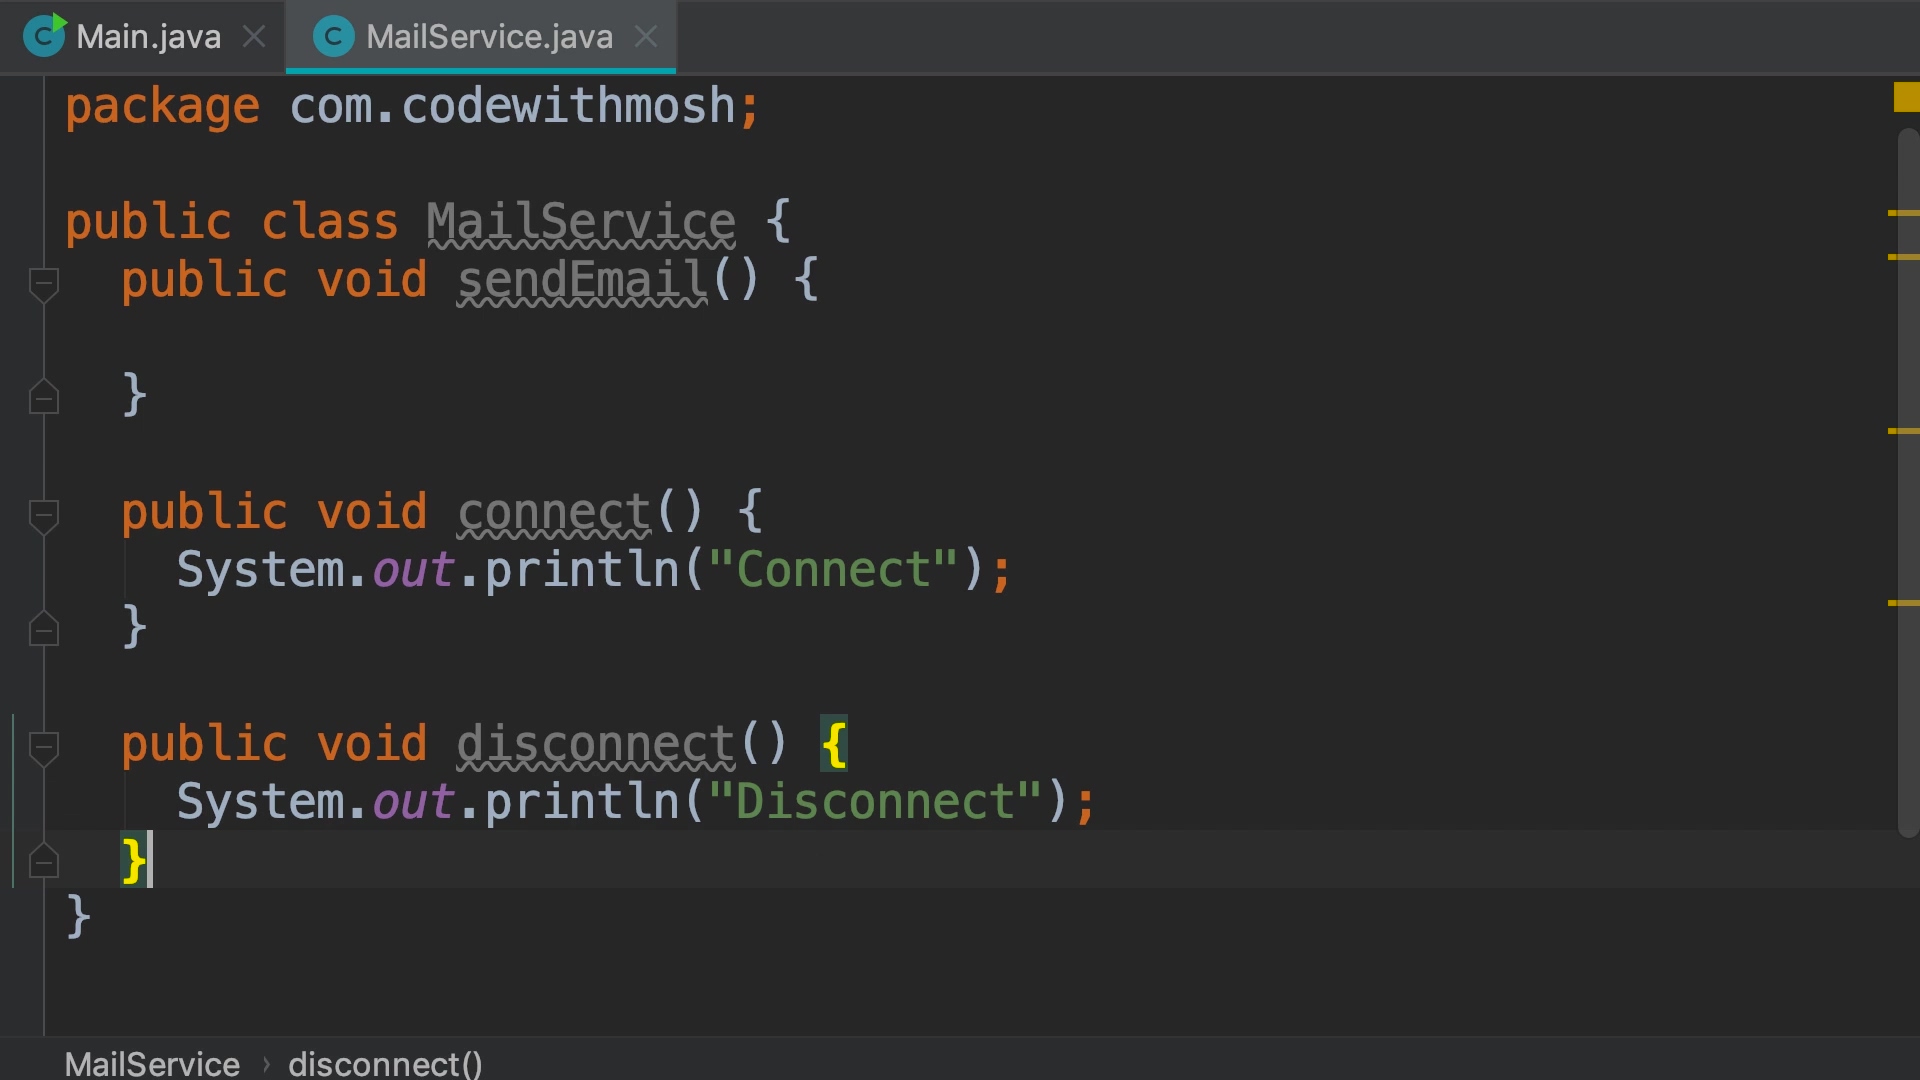 Main.java MailService.java
package com.codewithmosh;
public class MailService {
public void sendEmail() {
}
public void connect() {
System.out.println("Connect");
}
public void disconnect() {
System.out.println("Disconnect");
}
}
MailService › disconnect()